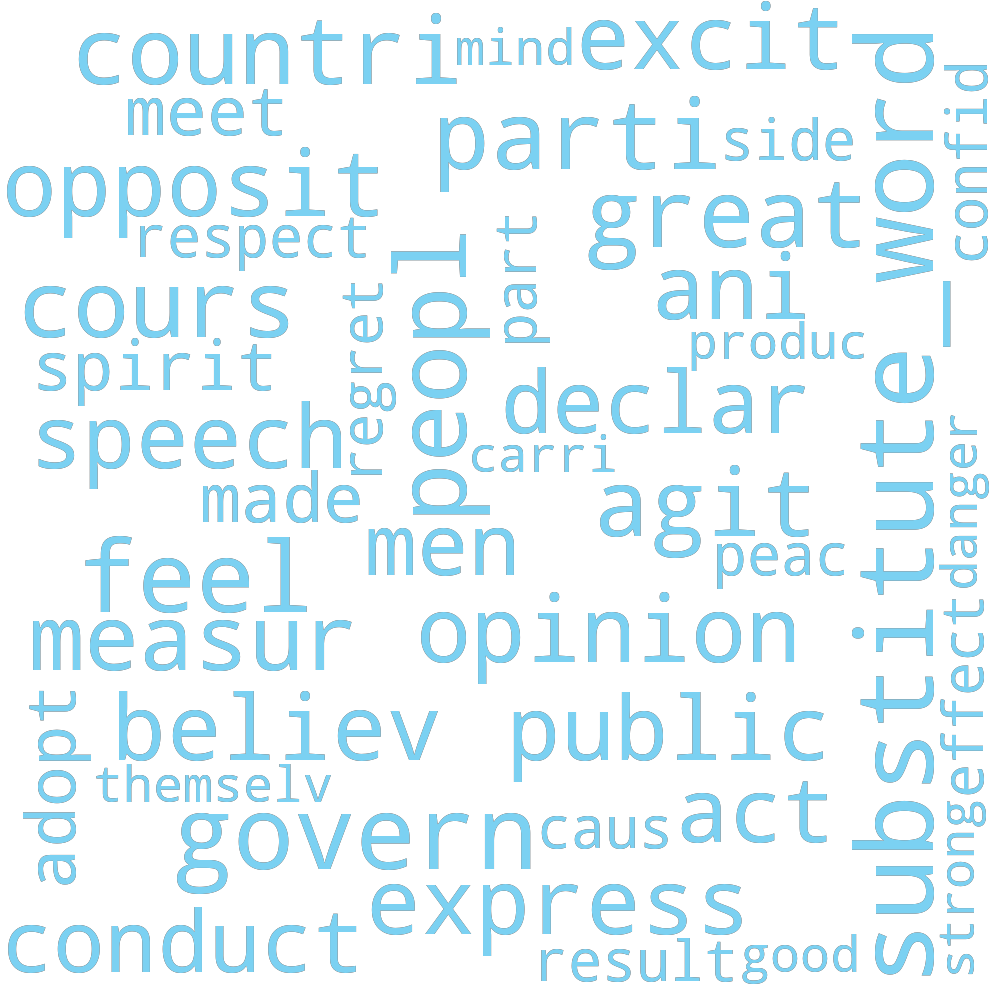 countri
mind
excit
meet
parti
side
opposit
respect
great
confid
substitute_word
part
peopl
regret
ani
cours
produc
spirit
declar
speech
carri
made
agit
danger
men
peac
feel
measur
opinion
effect
adopt
believ
public
themselv
act
govern
caus
express
strong
conduct
result
good